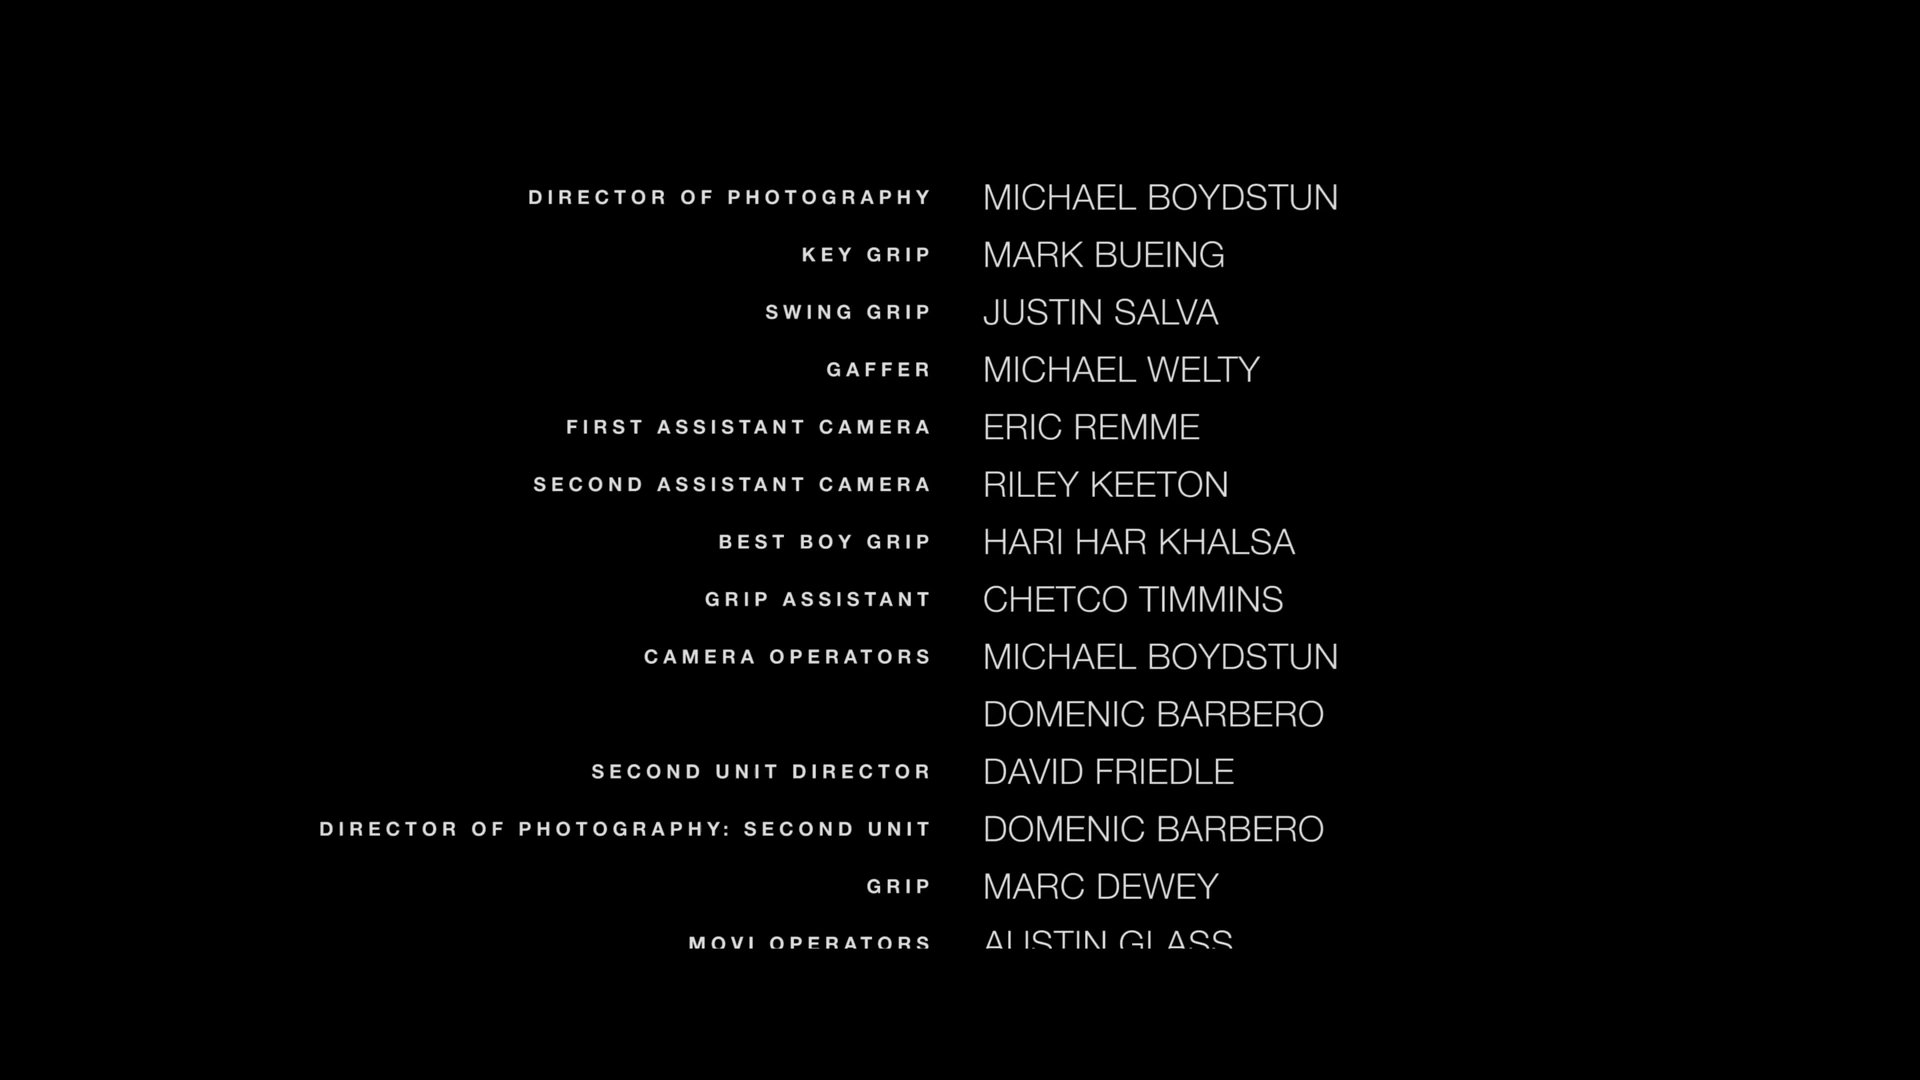 DIRECTOR OF PHOTOGRAPHY MICHAEL BOYDSTUN
KEY GRIP MARK BUEING
SWING GRIP JUSTIN SALVA
GAFFER MICHAEL WELTY
FIRST ASSISTANT CAMERA ERIC REMME
SECOND ASSISTANT CAMERA RILEY KEETON
BEST BOY GRIP HARI HAR KHALSA
GRIP ASSISTANT CHETCO TIMMINS
CAMERA OPERATORS MICHAEL BOYDSTUN
DOMENIC BARBERO
SECOND UNIT DIRECTOR DAVID FRIEDLE
DIRECTOR OF PHOTOGRAPHY: SECOND UNIT DOMENIC BARBERO
GRIP MARC DEWEY
MOVI OPERATORS AUSTIN GLASS